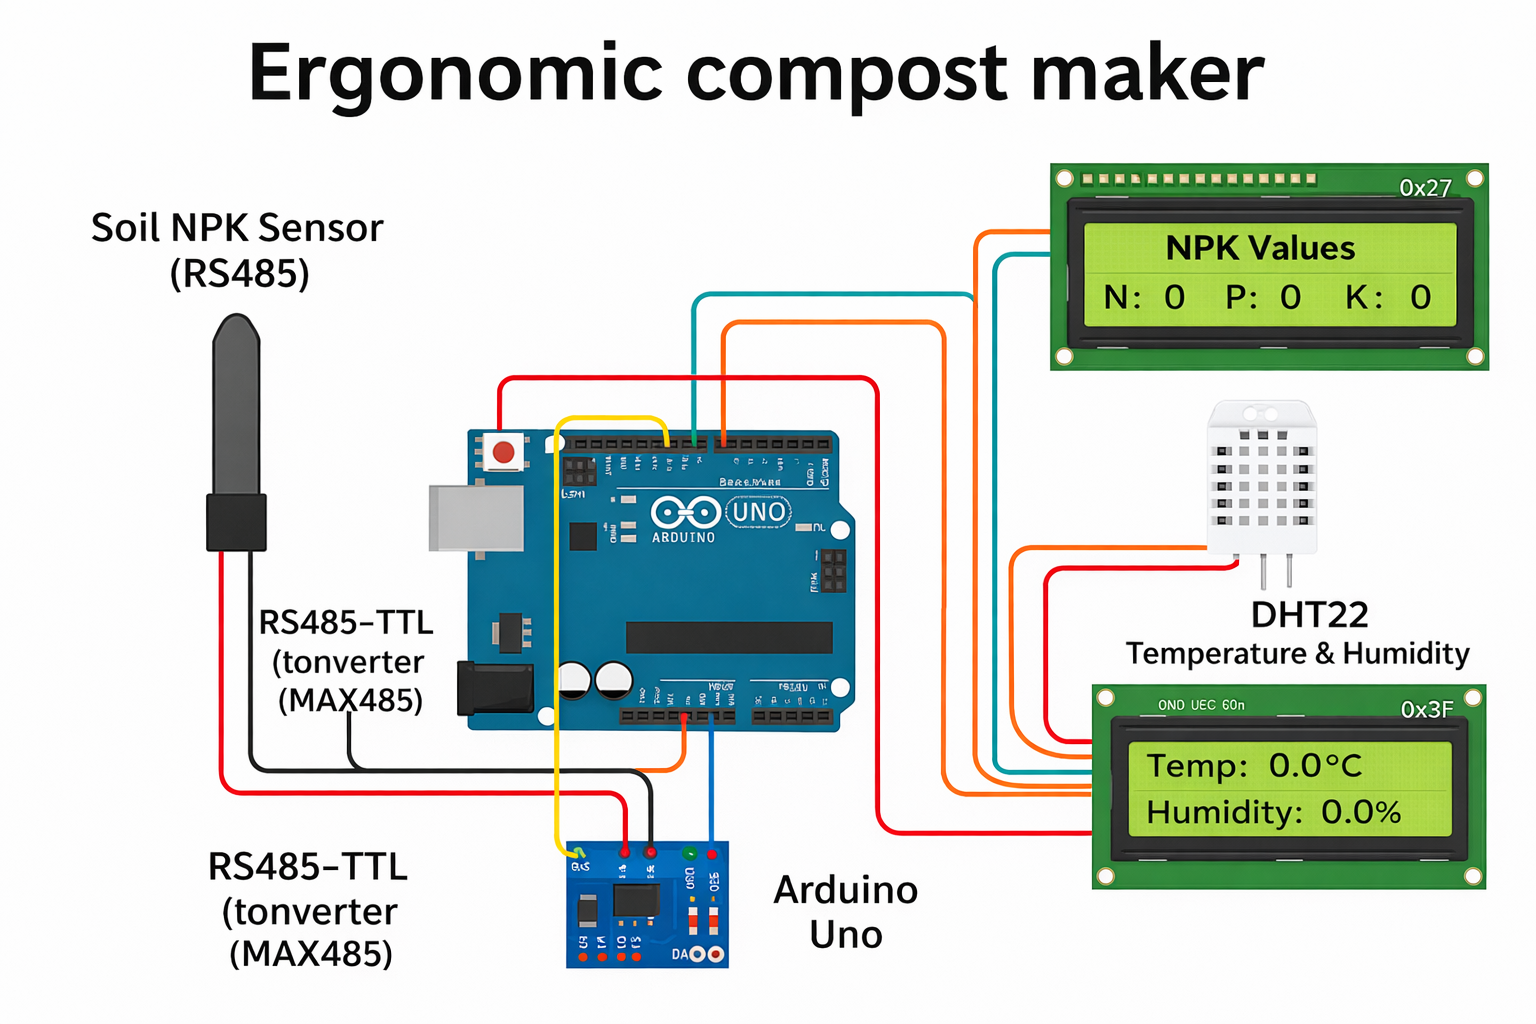 Ergonomic compost maker
Soil NPK Sensor
(RS485)
0x27
NPK Values
N: 0 P: 0 K: 0
UNO
ARDUINO
RS485-TTL
(tonverter
(MAX485)
DHT22
Temperature & Humidity
0x3F
Temp: 0.0°C
Humidity: 0.0%
RS485-TTL
(tonverter
(MAX485)
DA
Arduino
Uno